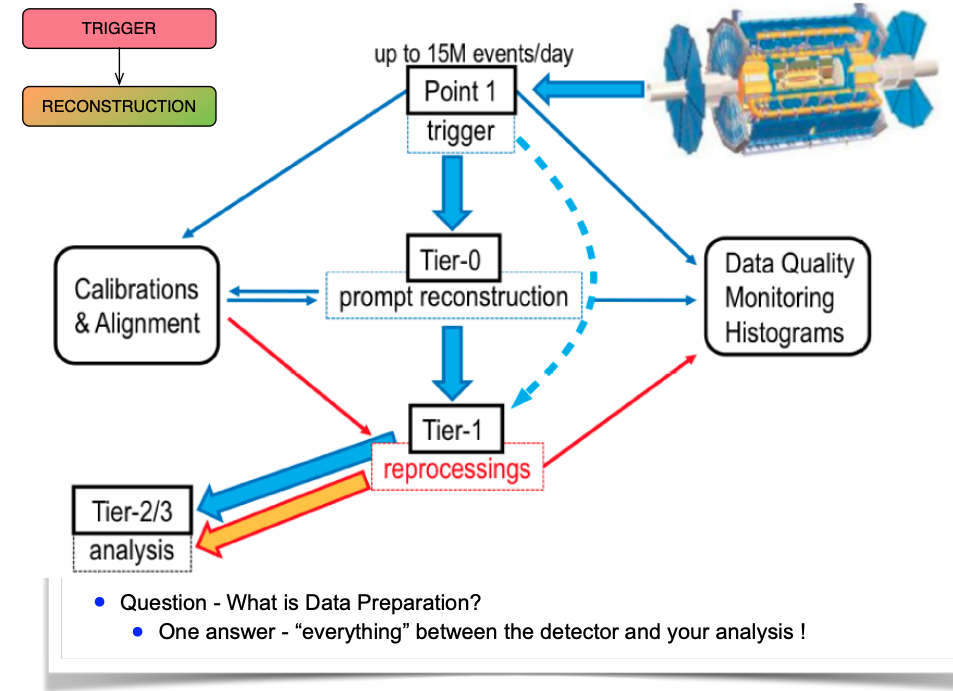 TRIGGER
RECONSTRUCTION
up to 15M events/day
Point 1
trigger
Tier-0
prompt reconstruction
Calibrations
& Alignment
Data Quality
Monitoring
Histograms
Tier-1
reprocessings
Tier-2/3
analysis
• Question - What is Data Preparation?
• One answer - “everything” between the detector and your analysis !